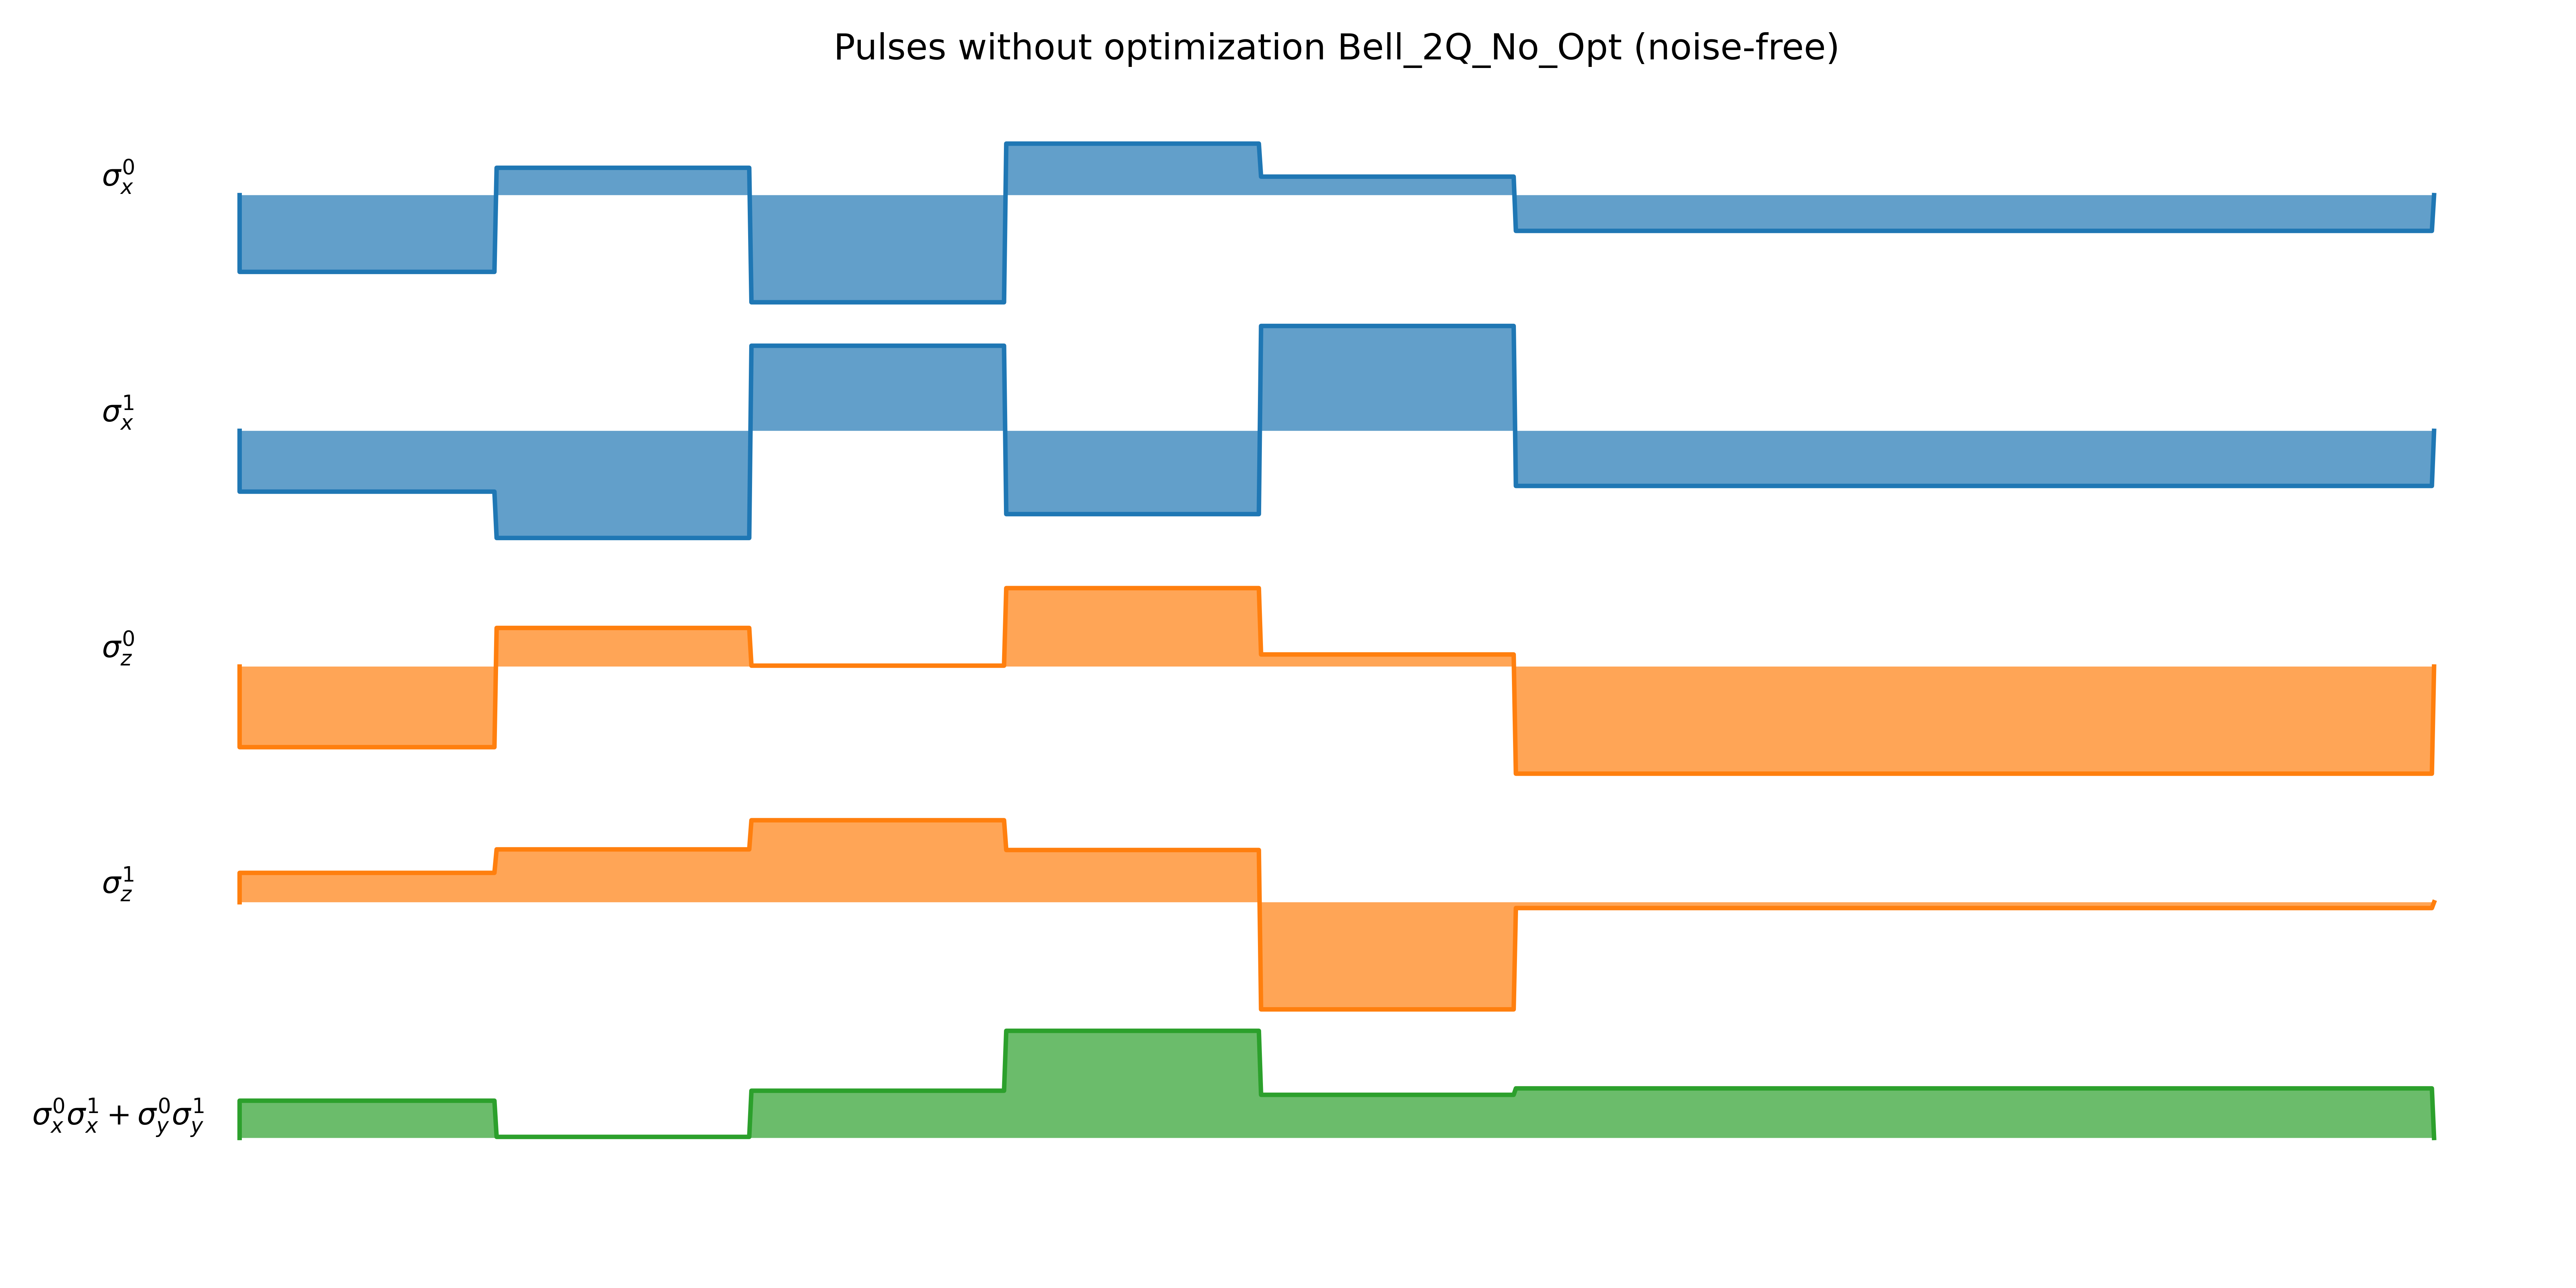 Pulses without optimization Bell_2Q_No_Opt (noise-free)
σ_x^0
σ_x^1
σ_z^0
σ_z^1
σ_x^0σ_x^1 + σ_y^0σ_y^1